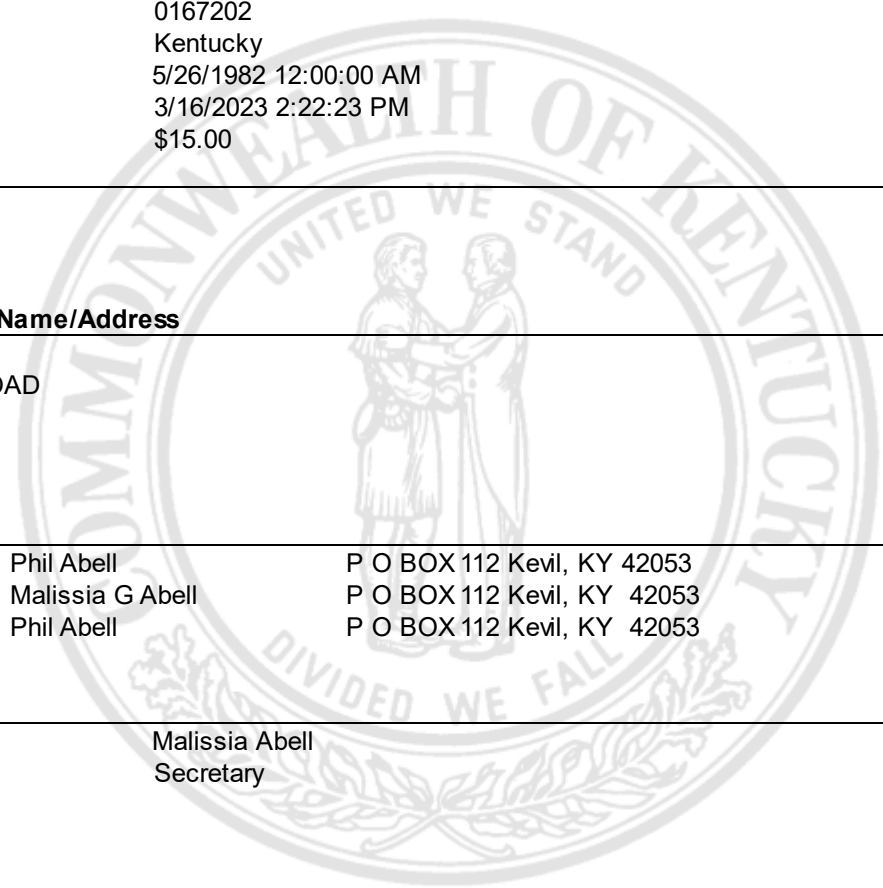 0167202
Kentucky
5/26/1982 12:00:00 AM
3/16/2023 2:22:23 PM
$15.00
COMMONWEALTH OF KENTUCKY
UNITED WE STAND
Name/Address
OAD
Phil Abell P O BOX 112 Kevil, KY 42053
Malissia G Abell P O BOX 112 Kevil, KY 42053
Phil Abell P O BOX 112 Kevil, KY 42053
DIVIDED WE FALL
Malissia Abell
Secretary